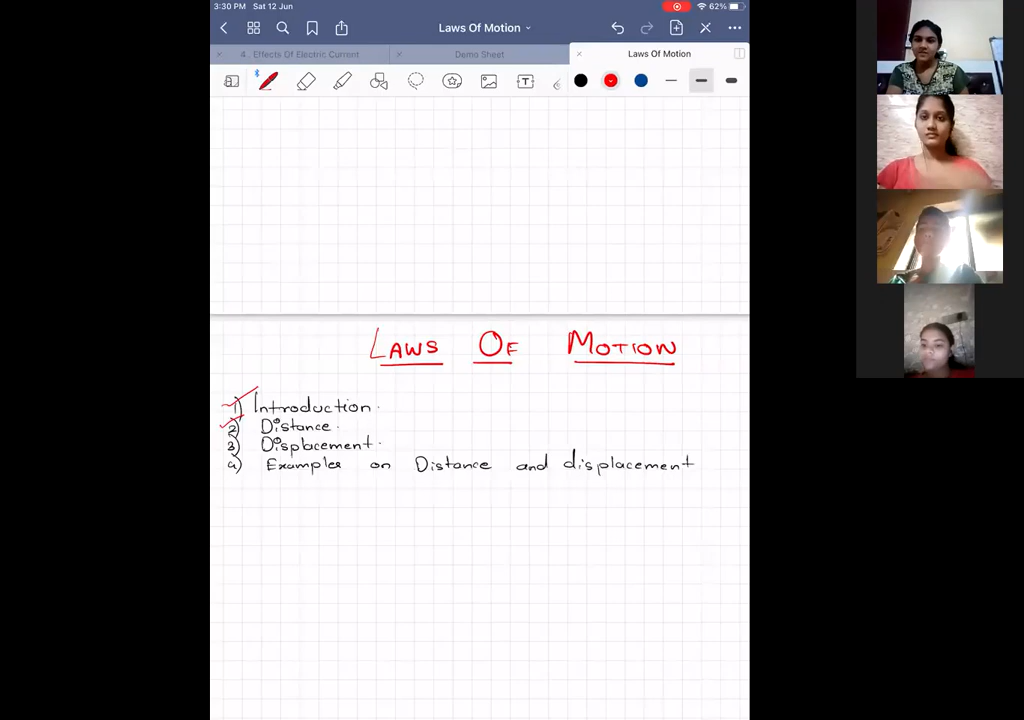 3:30 PM Sat 12 Jun 62%
Laws Of Motion
4. Effects Of Electric Current Demo Sheet Laws Of Motion
LAWS OF MOTION
1) Introduction.
2) Distance.
3) Displacement.
a) Examples on Distance and displacement